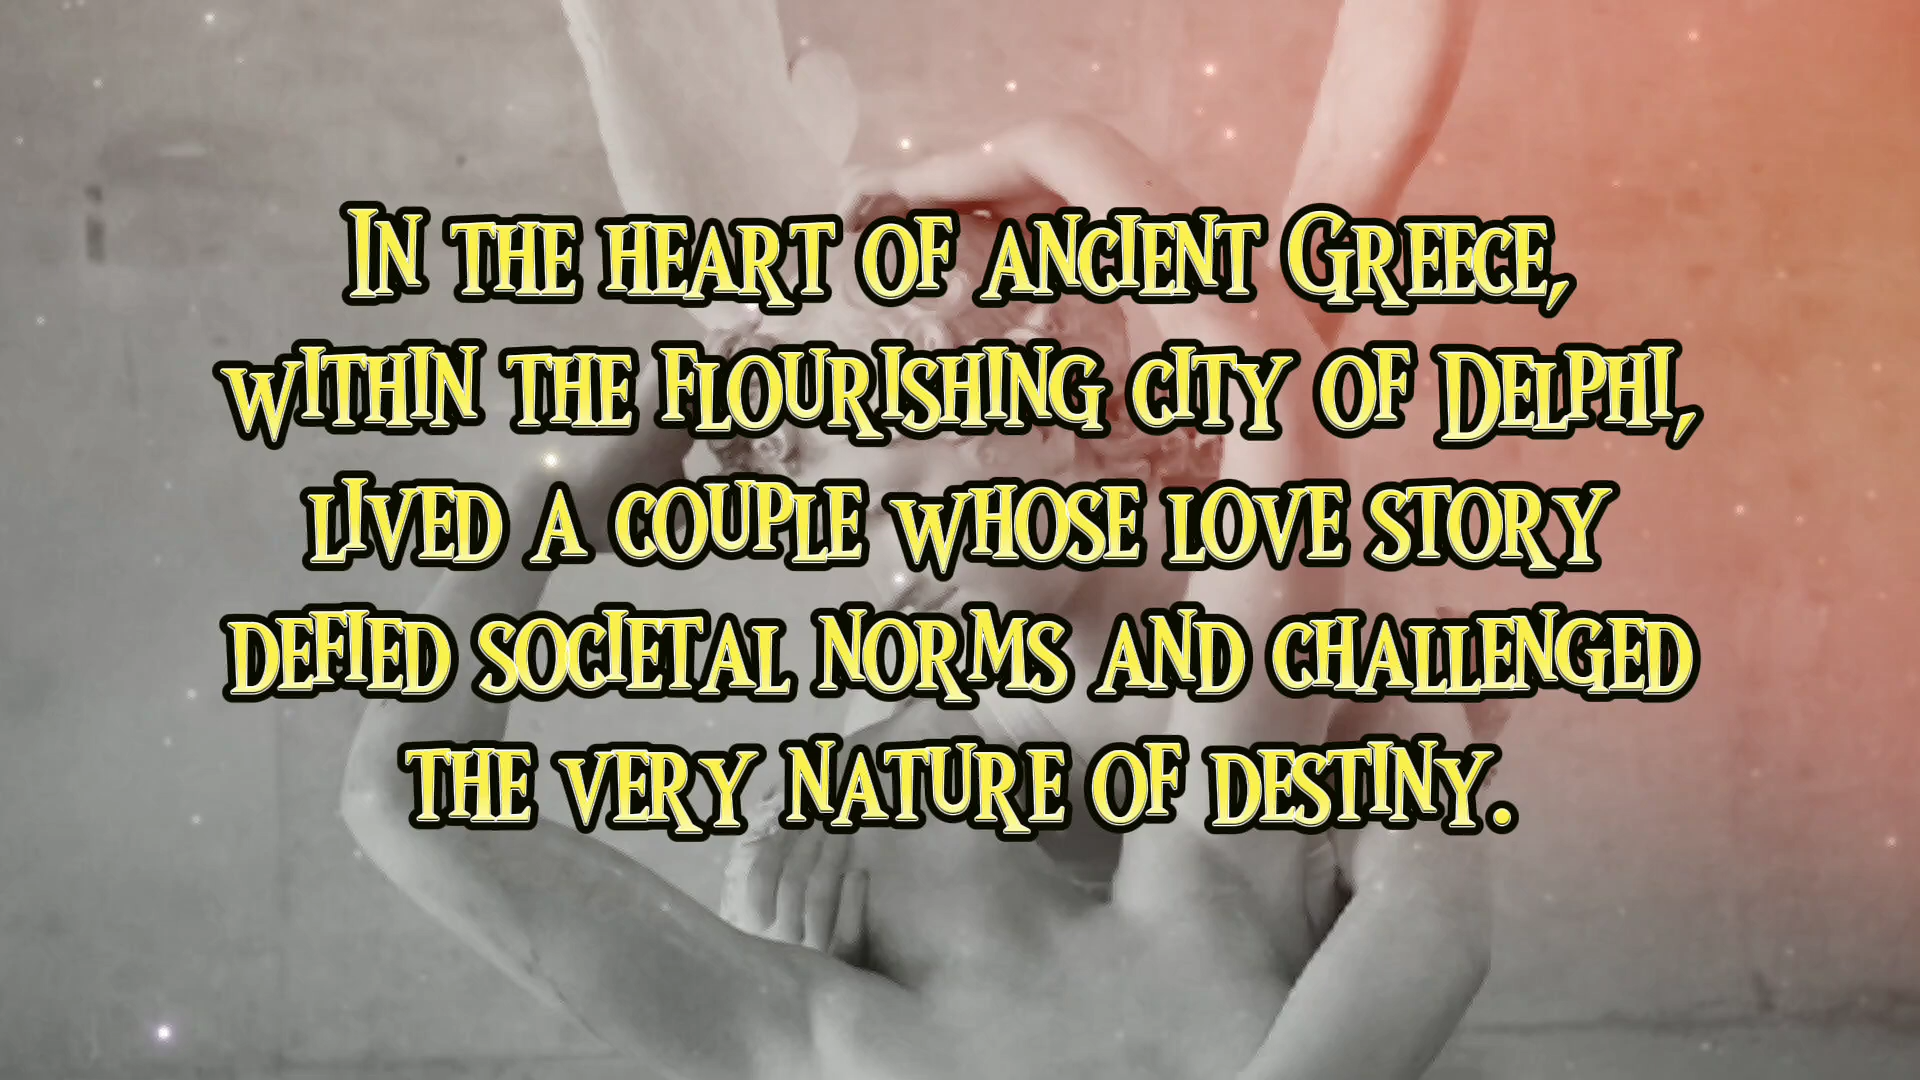 In the heart of ancient Greece,
within the flourishing city of Delphi,
lived a couple whose love story
defied societal norms and challenged
the very nature of destiny.